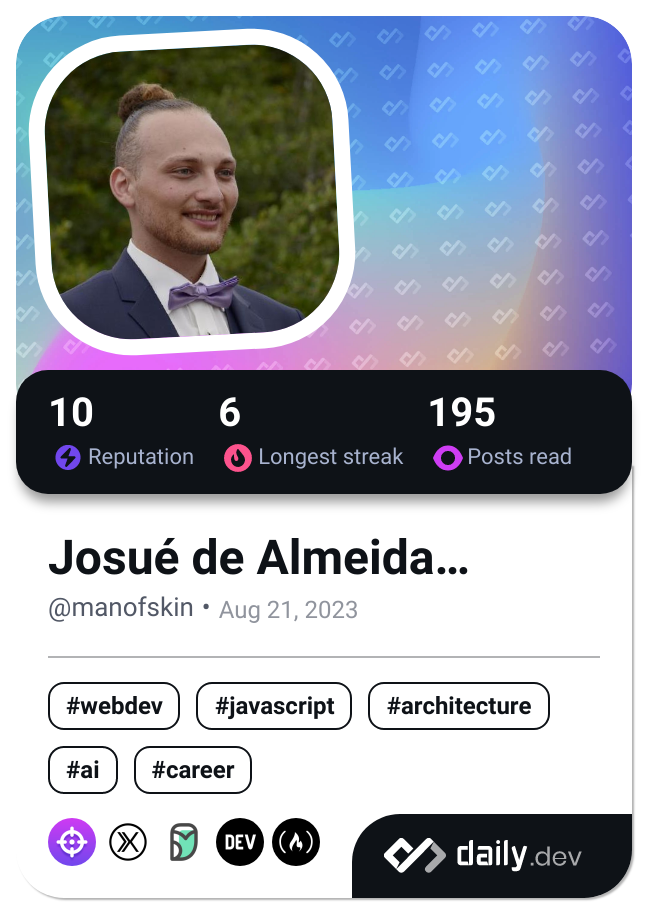 10 6 195
Reputation Longest streak Posts read
Josué de Almeida...
@manofskin • Aug 21, 2023
#webdev #javascript #architecture
#ai #career
DEV daily.dev